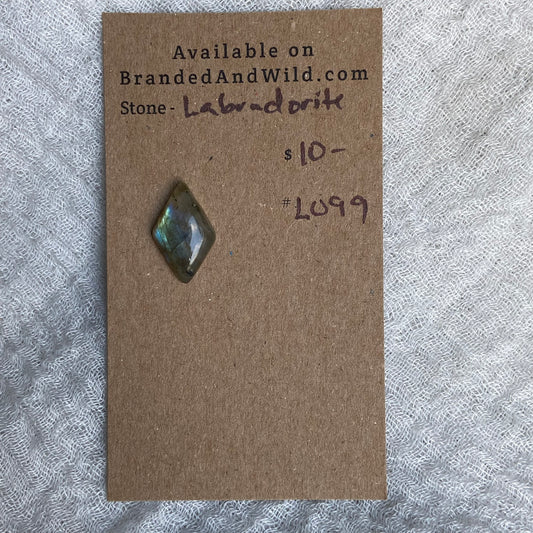 Available on
BrandedAndWild.com
Stone - Labradorite
$ 10-
# L099